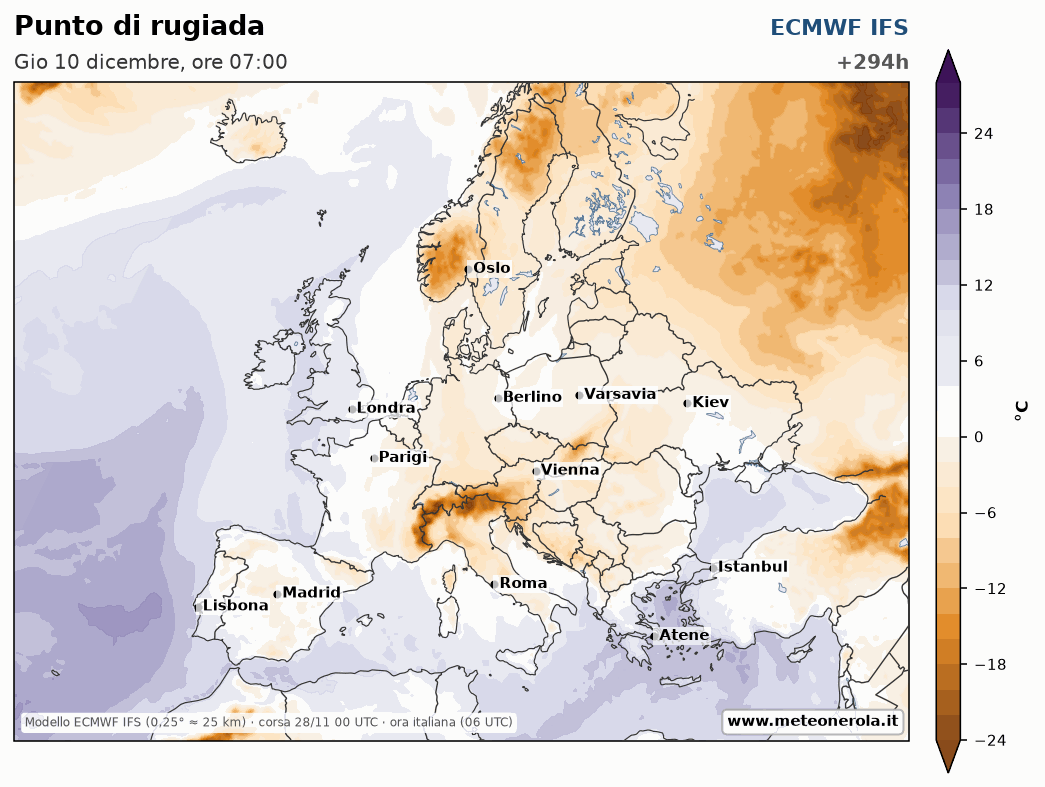 Punto di rugiada
ECMWF IFS
Gio 10 dicembre, ore 07:00
+294h
Oslo
Londra
Berlino
Varsavia
Kiev
Parigi
Vienna
Istanbul
Roma
Madrid
Lisbona
Atene
24
18
12
6
0
−6
−12
−18
−24
°C
Modello ECMWF IFS (0,25° ≈ 25 km) · corsa 28/11 00 UTC · ora italiana (06 UTC)
www.meteonerola.it